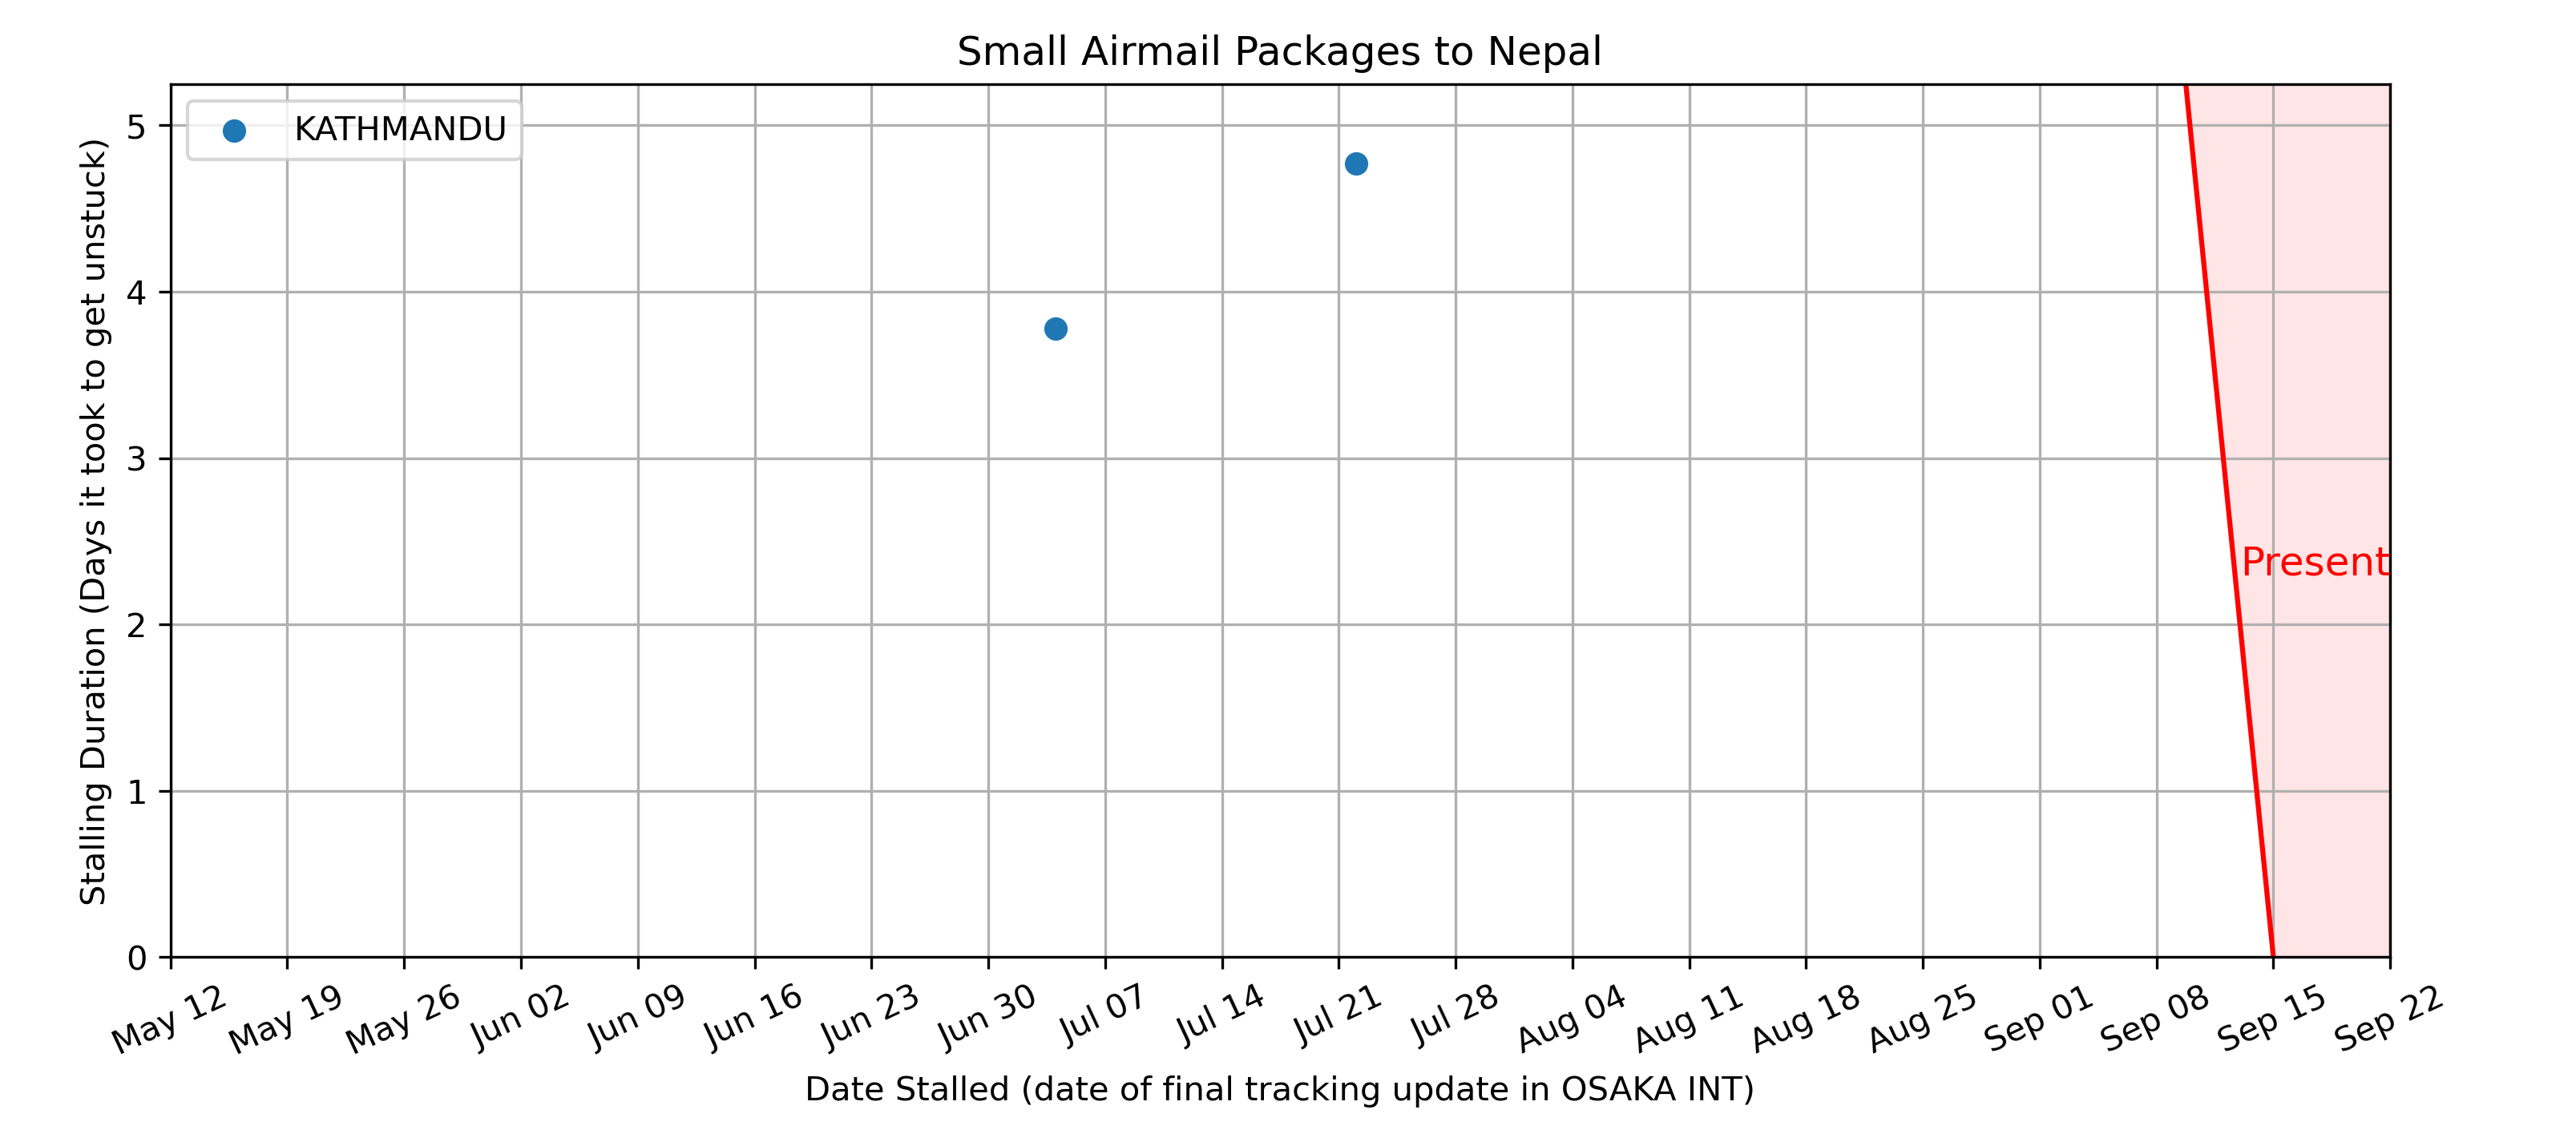 Small Airmail Packages to Nepal
KATHMANDU
Stalling Duration (Days it took to get unstuck)
5
4
3
2
1
0
Present
May 12
May 19
May 26
Jun 02
Jun 09
Jun 16
Jun 23
Jun 30
Jul 07
Jul 14
Jul 21
Jul 28
Aug 04
Aug 11
Aug 18
Aug 25
Sep 01
Sep 08
Sep 15
Sep 22
Date Stalled (date of final tracking update in OSAKA INT)